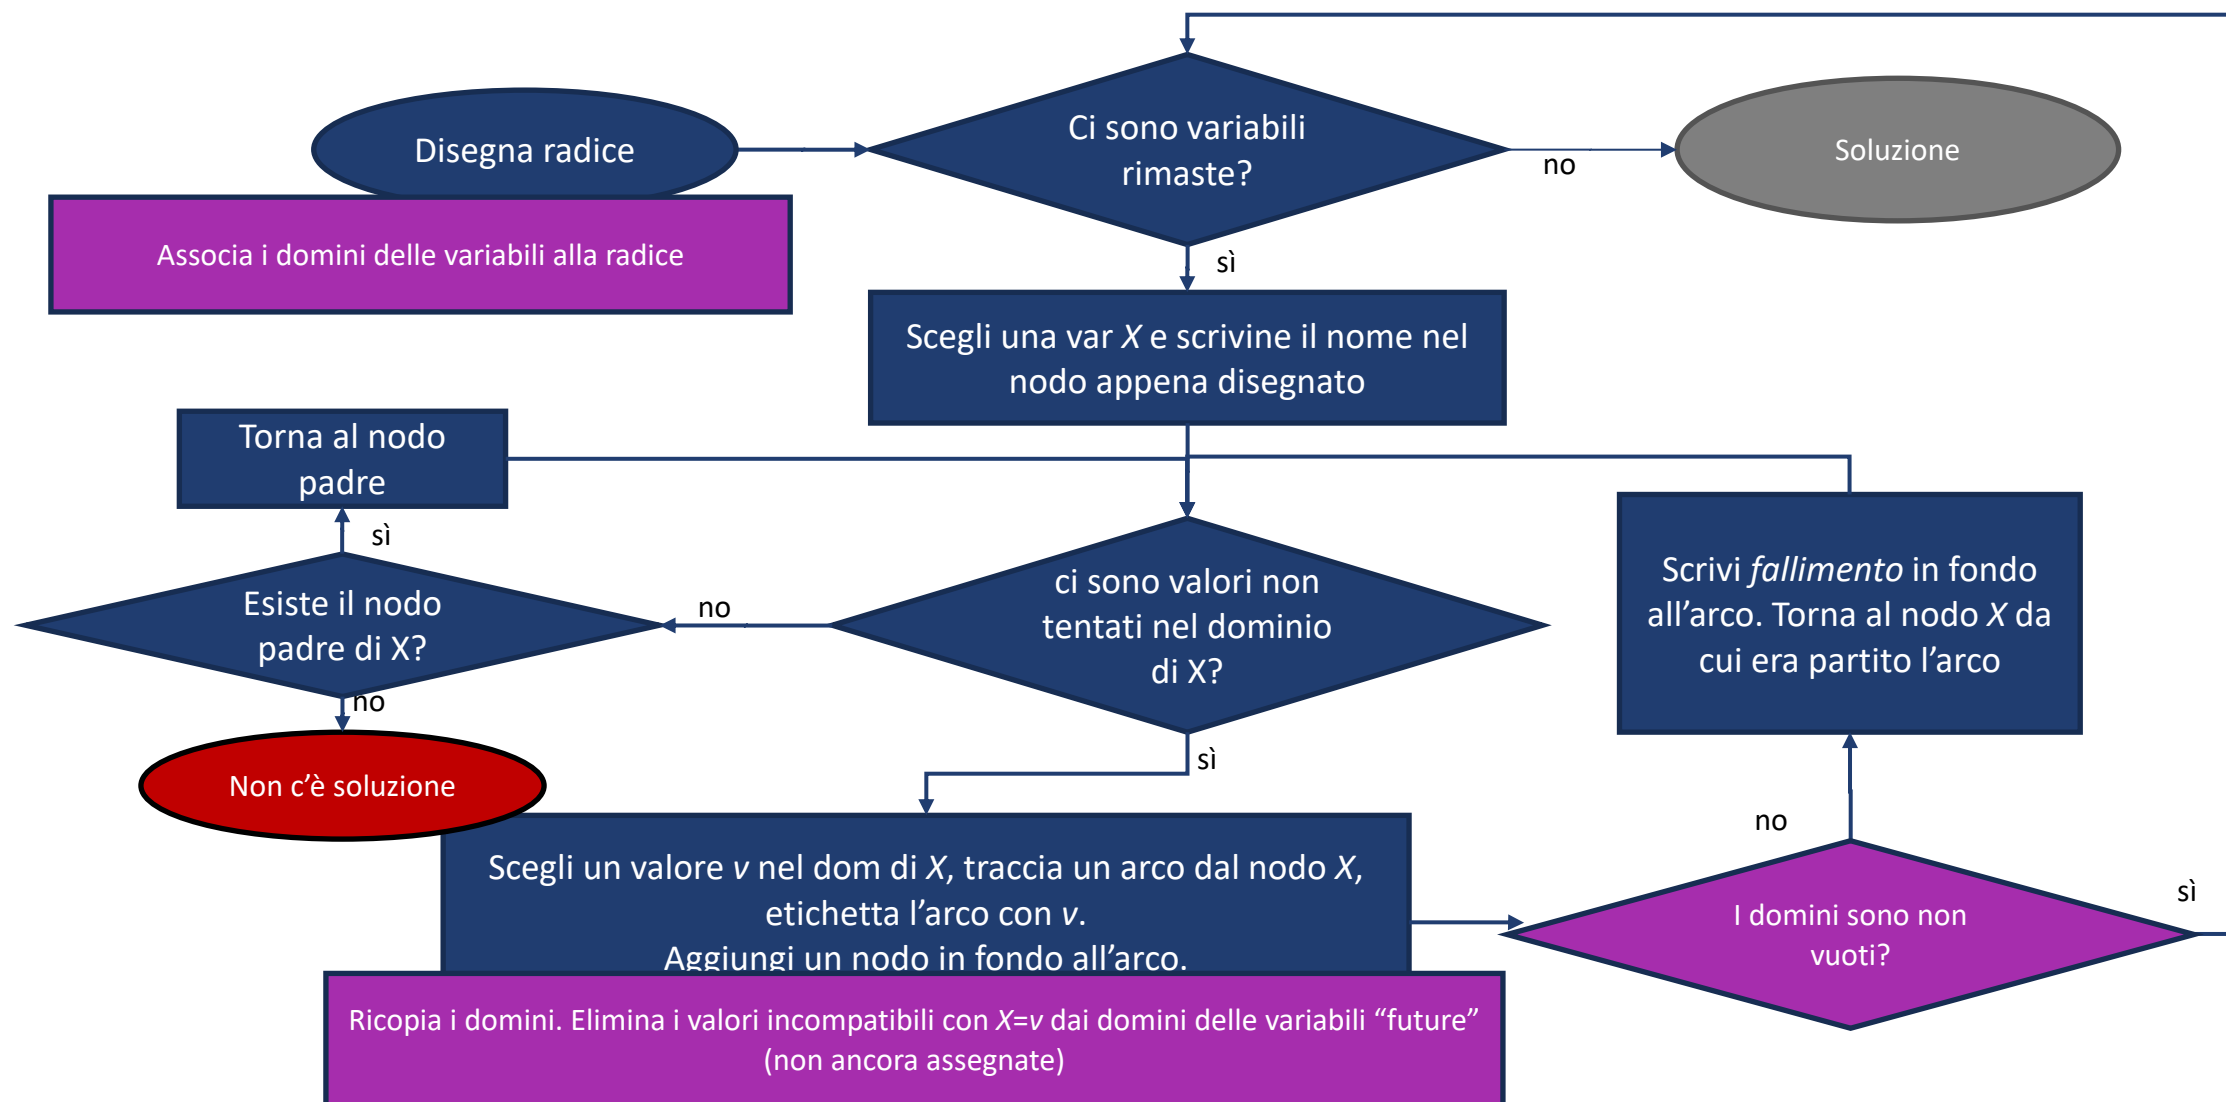 Disegna radice
Associa i domini delle variabili alla radice
Ci sono variabili
rimaste?
no
Soluzione
sì
Scegli una var X e scrivine il nome nel
nodo appena disegnato
Torna al nodo
padre
sì
Esiste il nodo
padre di X?
no
no
Non c’è soluzione
ci sono valori non
tentati nel dominio
di X?
sì
Scrivi fallimento in fondo
all’arco. Torna al nodo X da
cui era partito l’arco
no
Scegli un valore v nel dom di X, traccia un arco dal nodo X,
etichetta l’arco con v.
Aggiungi un nodo in fondo all’arco.
Ricopia i domini. Elimina i valori incompatibili con X=v dai domini delle variabili “future”
(non ancora assegnate)
I domini sono non
vuoti?
sì